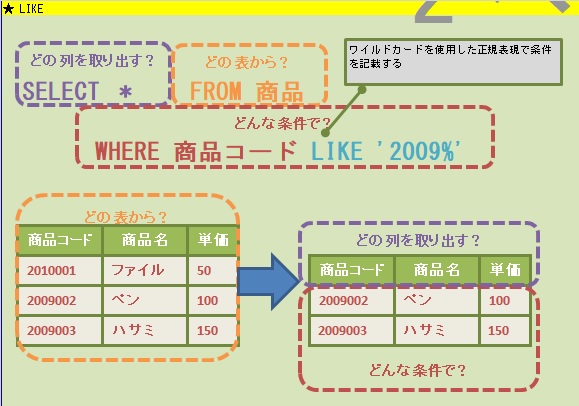 ★ LIKE
どの列を取り出す?
SELECT *
どの表から?
FROM 商品
ワイルドカードを使用した正規表現で条件
を記載する
どんな条件で?
WHERE 商品コード LIKE '2009%'
どの表から?
商品コード 商品名 単価
2010001 ファイル 50
2009002 ペン 100
2009003 ハサミ 150
どの列を取り出す?
商品コード 商品名 単価
2009002 ペン 100
2009003 ハサミ 150
どんな条件で?